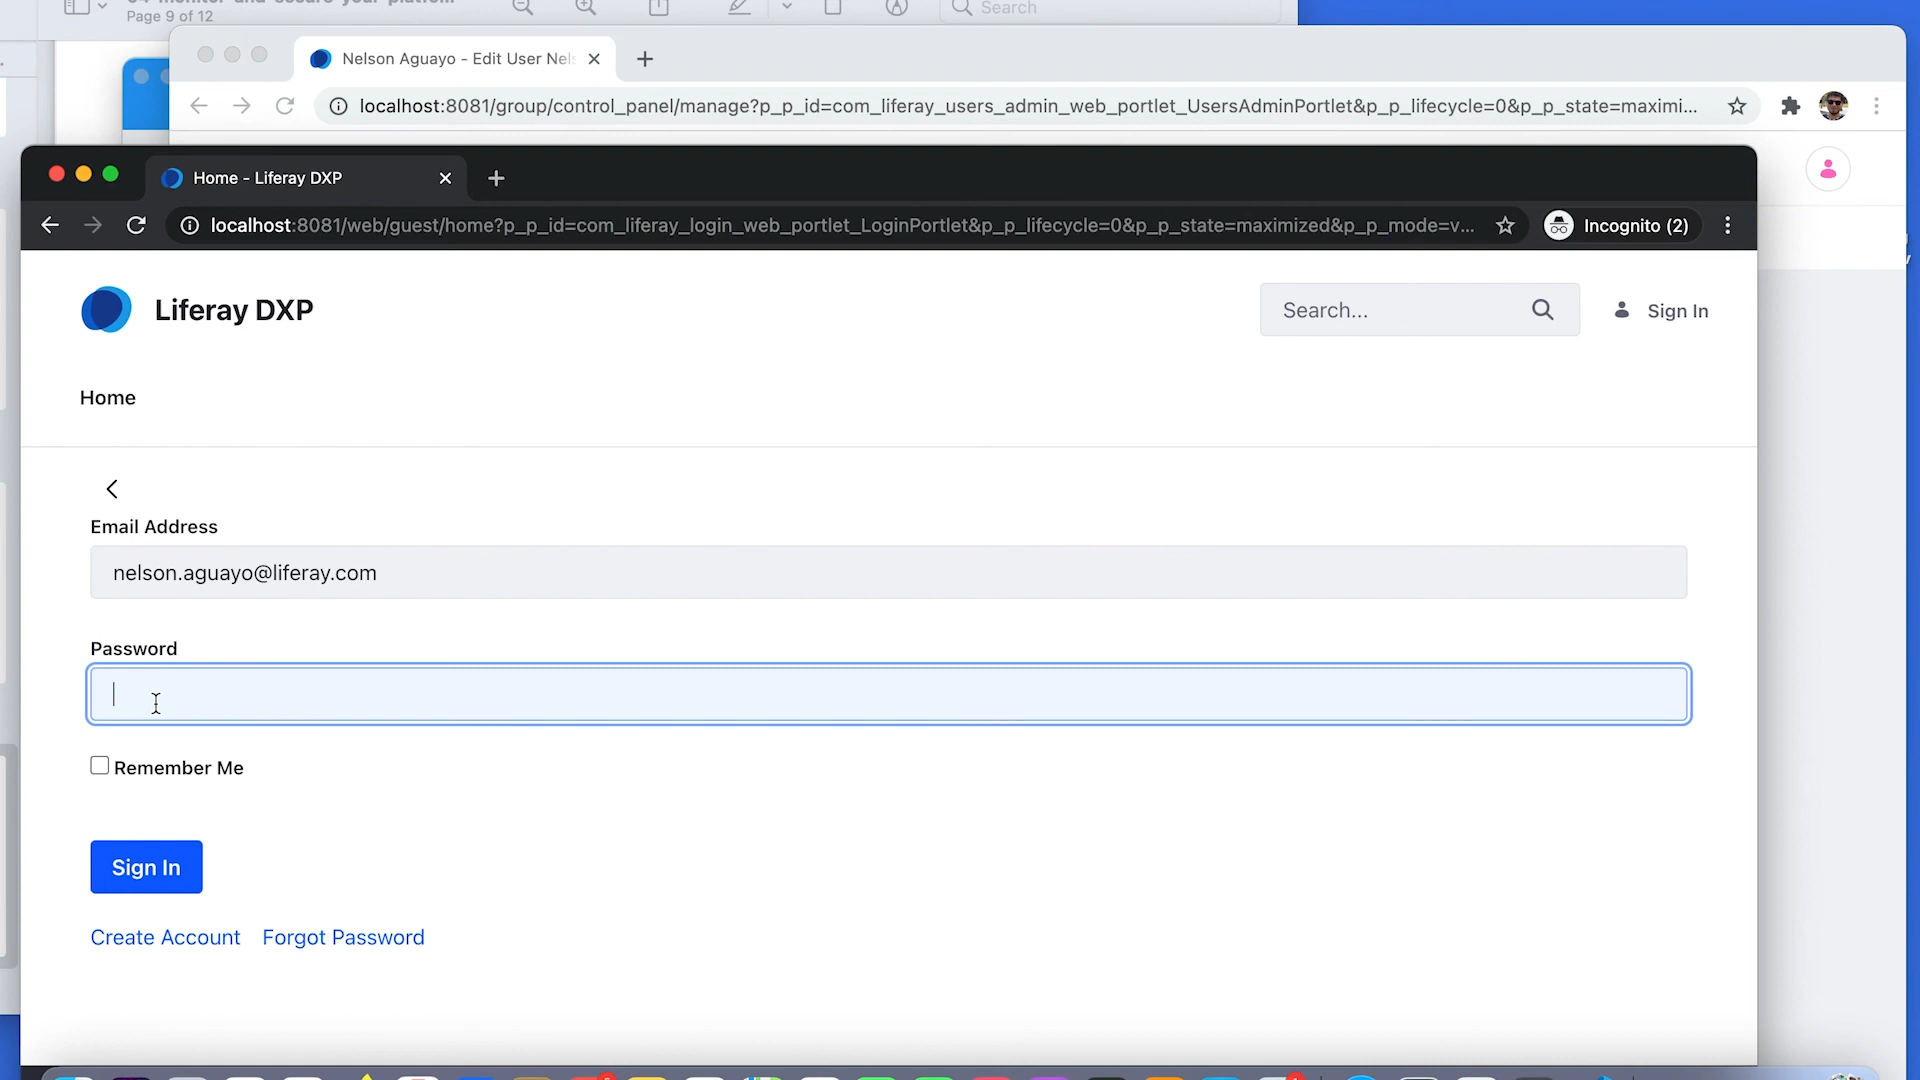 Page 9 of 12
Search
Nelson Aguayo - Edit User Nels
localhost:8081/group/control_panel/manage?p_p_id=com_liferay_users_admin_web_portlet_UsersAdminPortlet&p_p_lifecycle=0&p_p_state=maximi...
Home - Liferay DXP
localhost:8081/web/guest/home?p_p_id=com_liferay_login_web_portlet_LoginPortlet&p_p_lifecycle=0&p_p_state=maximized&p_p_mode=v...
Incognito (2)
Liferay DXP
Search...
Sign In
Home
Email Address
nelson.aguayo@liferay.com
Password
Remember Me
Sign In
Create Account Forgot Password